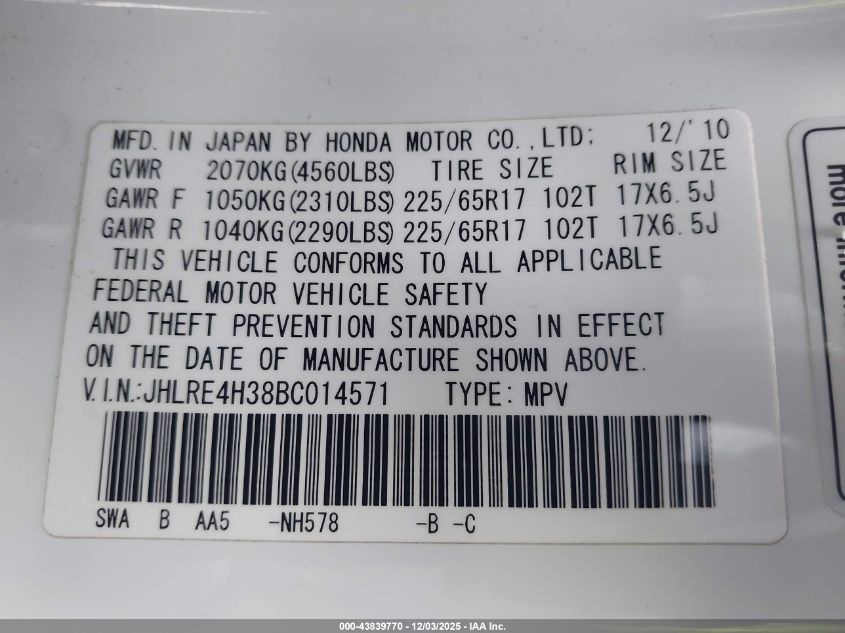 MFD. IN JAPAN BY HONDA MOTOR CO., LTD; 12/'10
GVWR 2070KG(4560LBS) TIRE SIZE RIM SIZE
GAWR F 1050KG(2310LBS) 225/65R17 102T 17X6.5J
GAWR R 1040KG(2290LBS) 225/65R17 102T 17X6.5J
THIS VEHICLE CONFORMS TO ALL APPLICABLE
FEDERAL MOTOR VEHICLE SAFETY
AND THEFT PREVENTION STANDARDS IN EFFECT
ON THE DATE OF MANUFACTURE SHOWN ABOVE.
V.I.N.:JHLRE4H38BC014571 TYPE: MPV
SWA B AA5 -NH578 -B -C
000-43839770 - 12/03/2025 - IAA Inc.